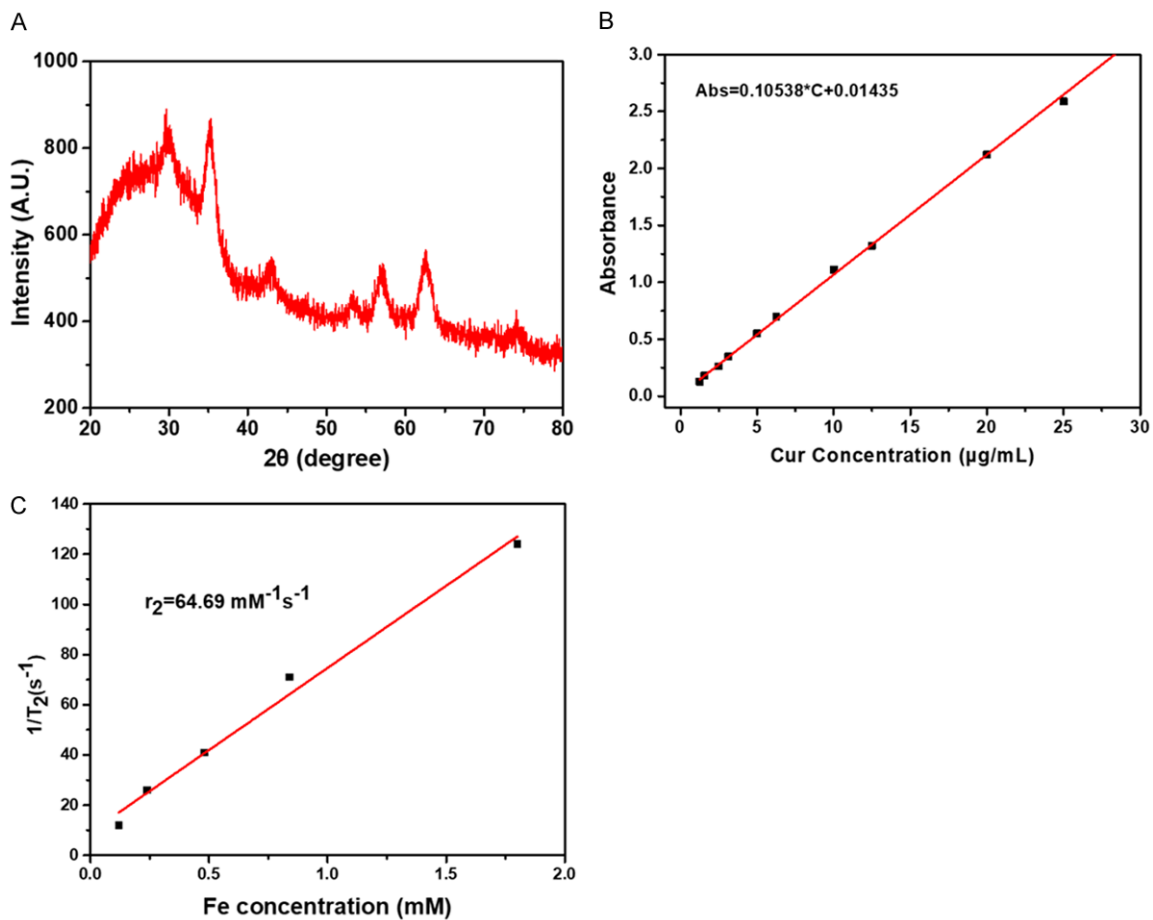 A
1000
800
600
400
200
Intensity (A.U.)
20 30 40 50 60 70 80
2θ (degree)
B
3.0
2.5
2.0
1.5
1.0
0.5
0.0
Absorbance
Abs=0.10538*C+0.01435
0 5 10 15 20 25 30
Cur Concentration (µg/mL)
C
140
120
100
80
60
40
20
0
1/T₂(s⁻¹)
r₂=64.69 mM⁻¹s⁻¹
0.0 0.5 1.0 1.5 2.0
Fe concentration (mM)